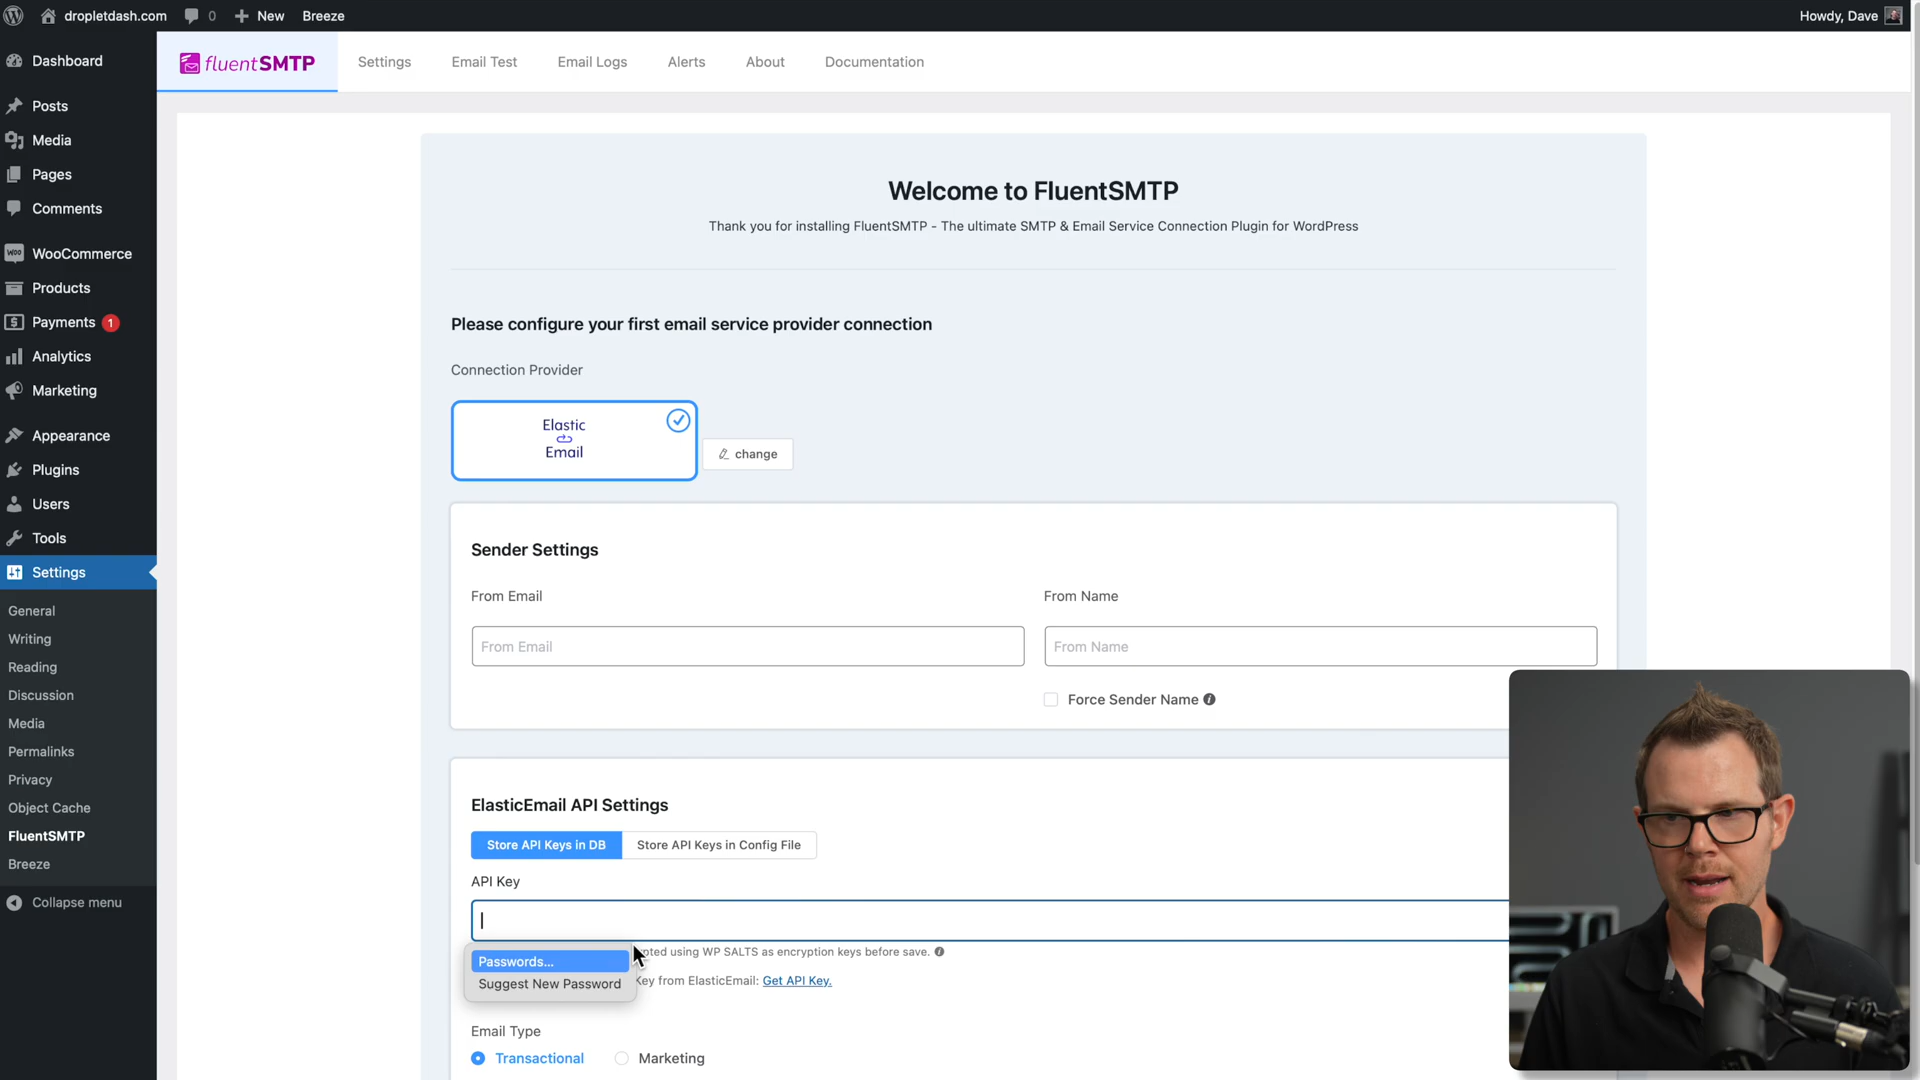 dropletdash.com 0 New Breeze Howdy, Dave
Dashboard
Posts
Media
Pages
Comments
WooCommerce
Products
Payments 1
Analytics
Marketing
Appearance
Plugins
Users
Tools
Settings
General
Writing
Reading
Discussion
Media
Permalinks
Privacy
Object Cache
FluentSMTP
Breeze
Collapse menu
fluentSMTP Settings Email Test Email Logs Alerts About Documentation
Welcome to FluentSMTP
Thank you for installing FluentSMTP - The ultimate SMTP & Email Service Connection Plugin for WordPress
Please configure your first email service provider connection
Connection Provider
Elastic
Email
change
Sender Settings
From Email From Name
From Email From Name
Force Sender Name
ElasticEmail API Settings
Store API Keys in DB Store API Keys in Config File
API Key
Passwords...
Suggest New Password
pted using WP SALTS as encryption keys before save.
Key from ElasticEmail: Get API Key.
Email Type
Transactional Marketing